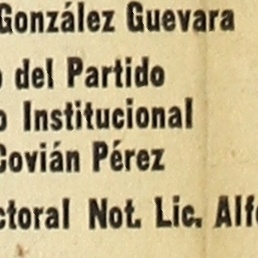 González Guevara
o del Partido
o Institucional
Covián Pérez
ctoral Not. Lic. Alfo